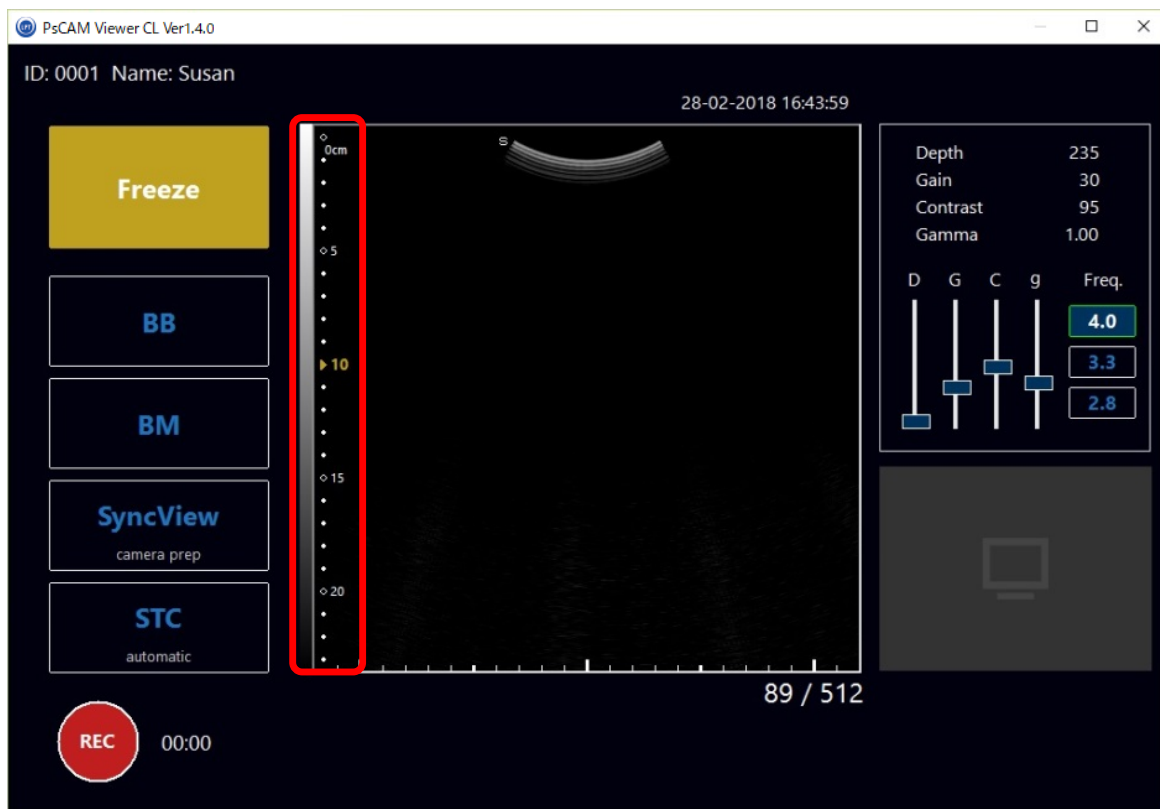 PsCAM Viewer CL Ver1.4.0
ID: 0001 Name: Susan
28-02-2018 16:43:59
Freeze
BB
BM
SyncView
camera prep
STC
automatic
REC
00:00
0cm
5
10
15
20
S
89 / 512
Depth 235
Gain 30
Contrast 95
Gamma 1.00
D G C g Freq.
4.0
3.3
2.8